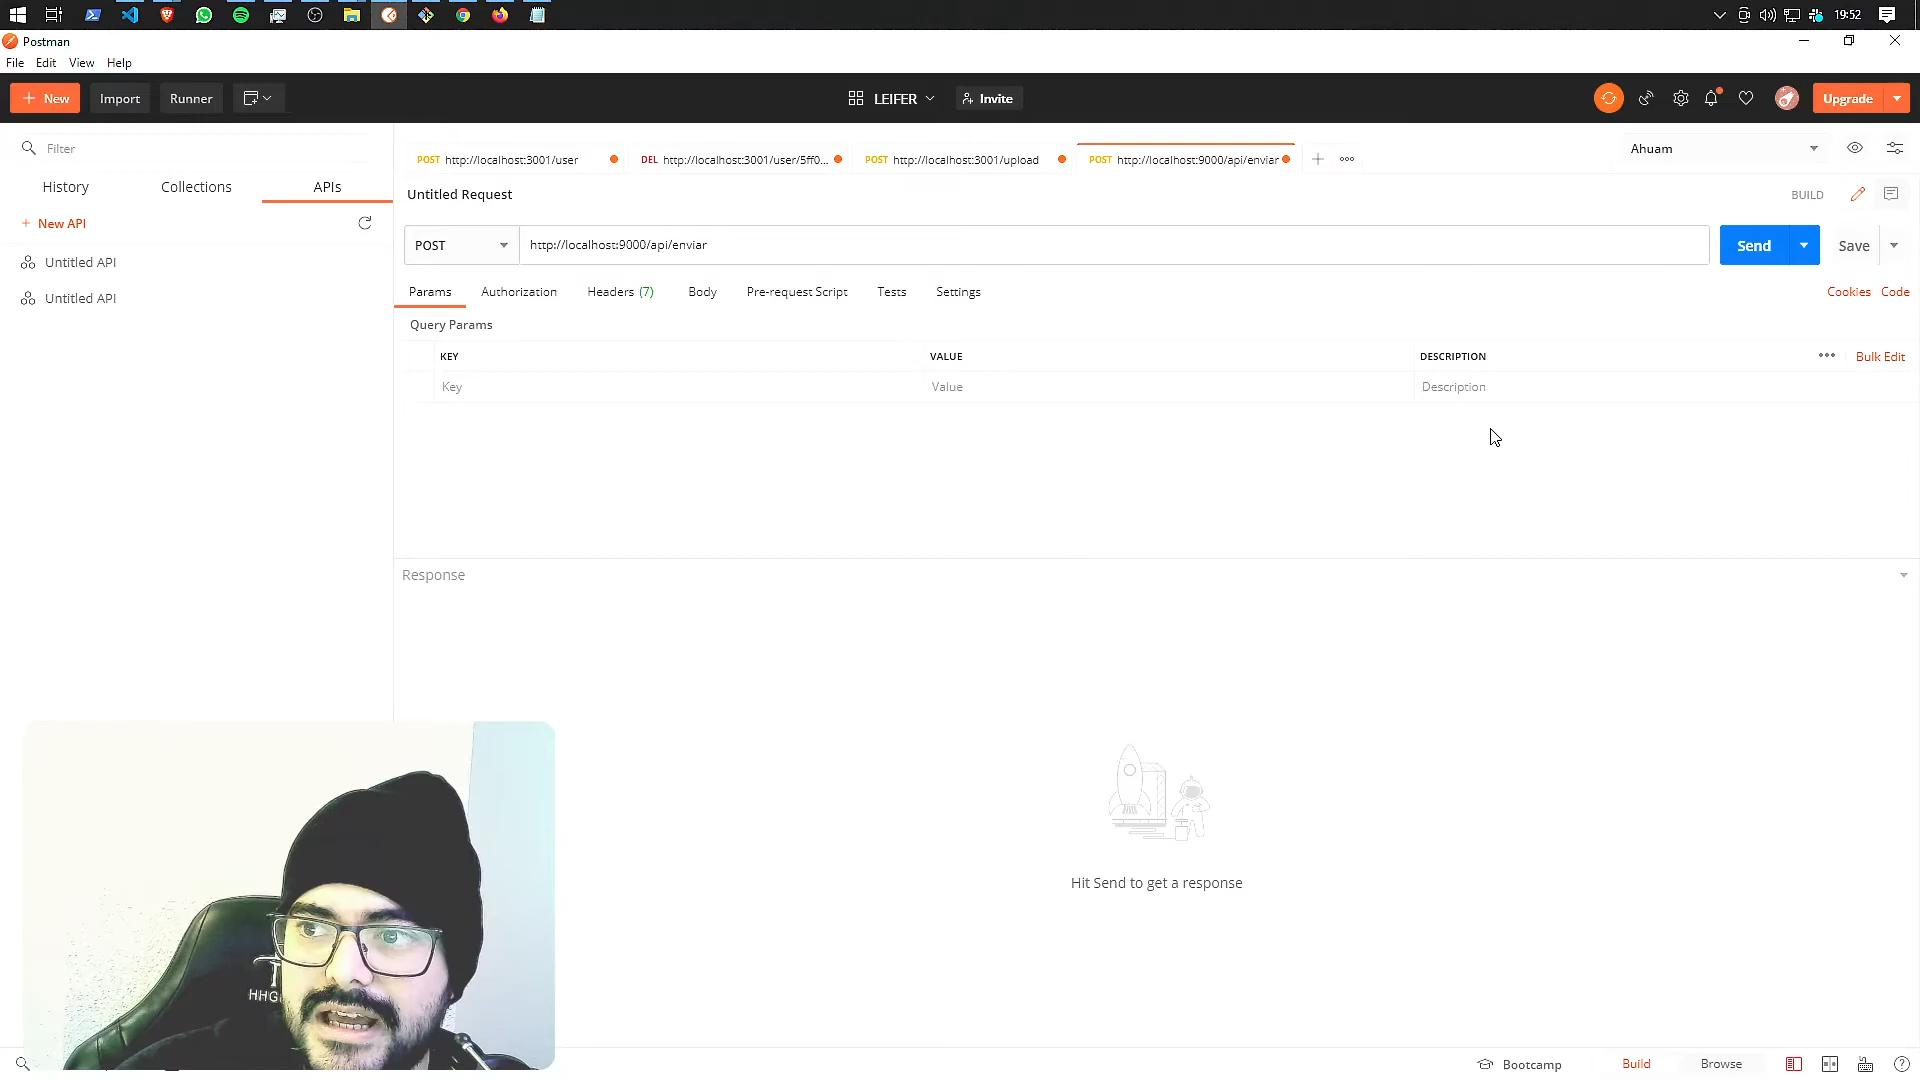 19:52
Postman
File Edit View Help
+ New Import Runner LEIFER Invite Upgrade
Filter
History Collections APIs
+ New API
Untitled API
Untitled API
POST http://localhost:3001/user DEL http://localhost:3001/user/5ff0... POST http://localhost:3001/upload POST http://localhost:9000/api/enviar
Ahuam
Untitled Request BUILD
POST http://localhost:9000/api/enviar Send Save
Params Authorization Headers (7) Body Pre-request Script Tests Settings Cookies Code
Query Params
KEY VALUE DESCRIPTION Bulk Edit
Key Value Description
Response
Hit Send to get a response
Bootcamp Build Browse